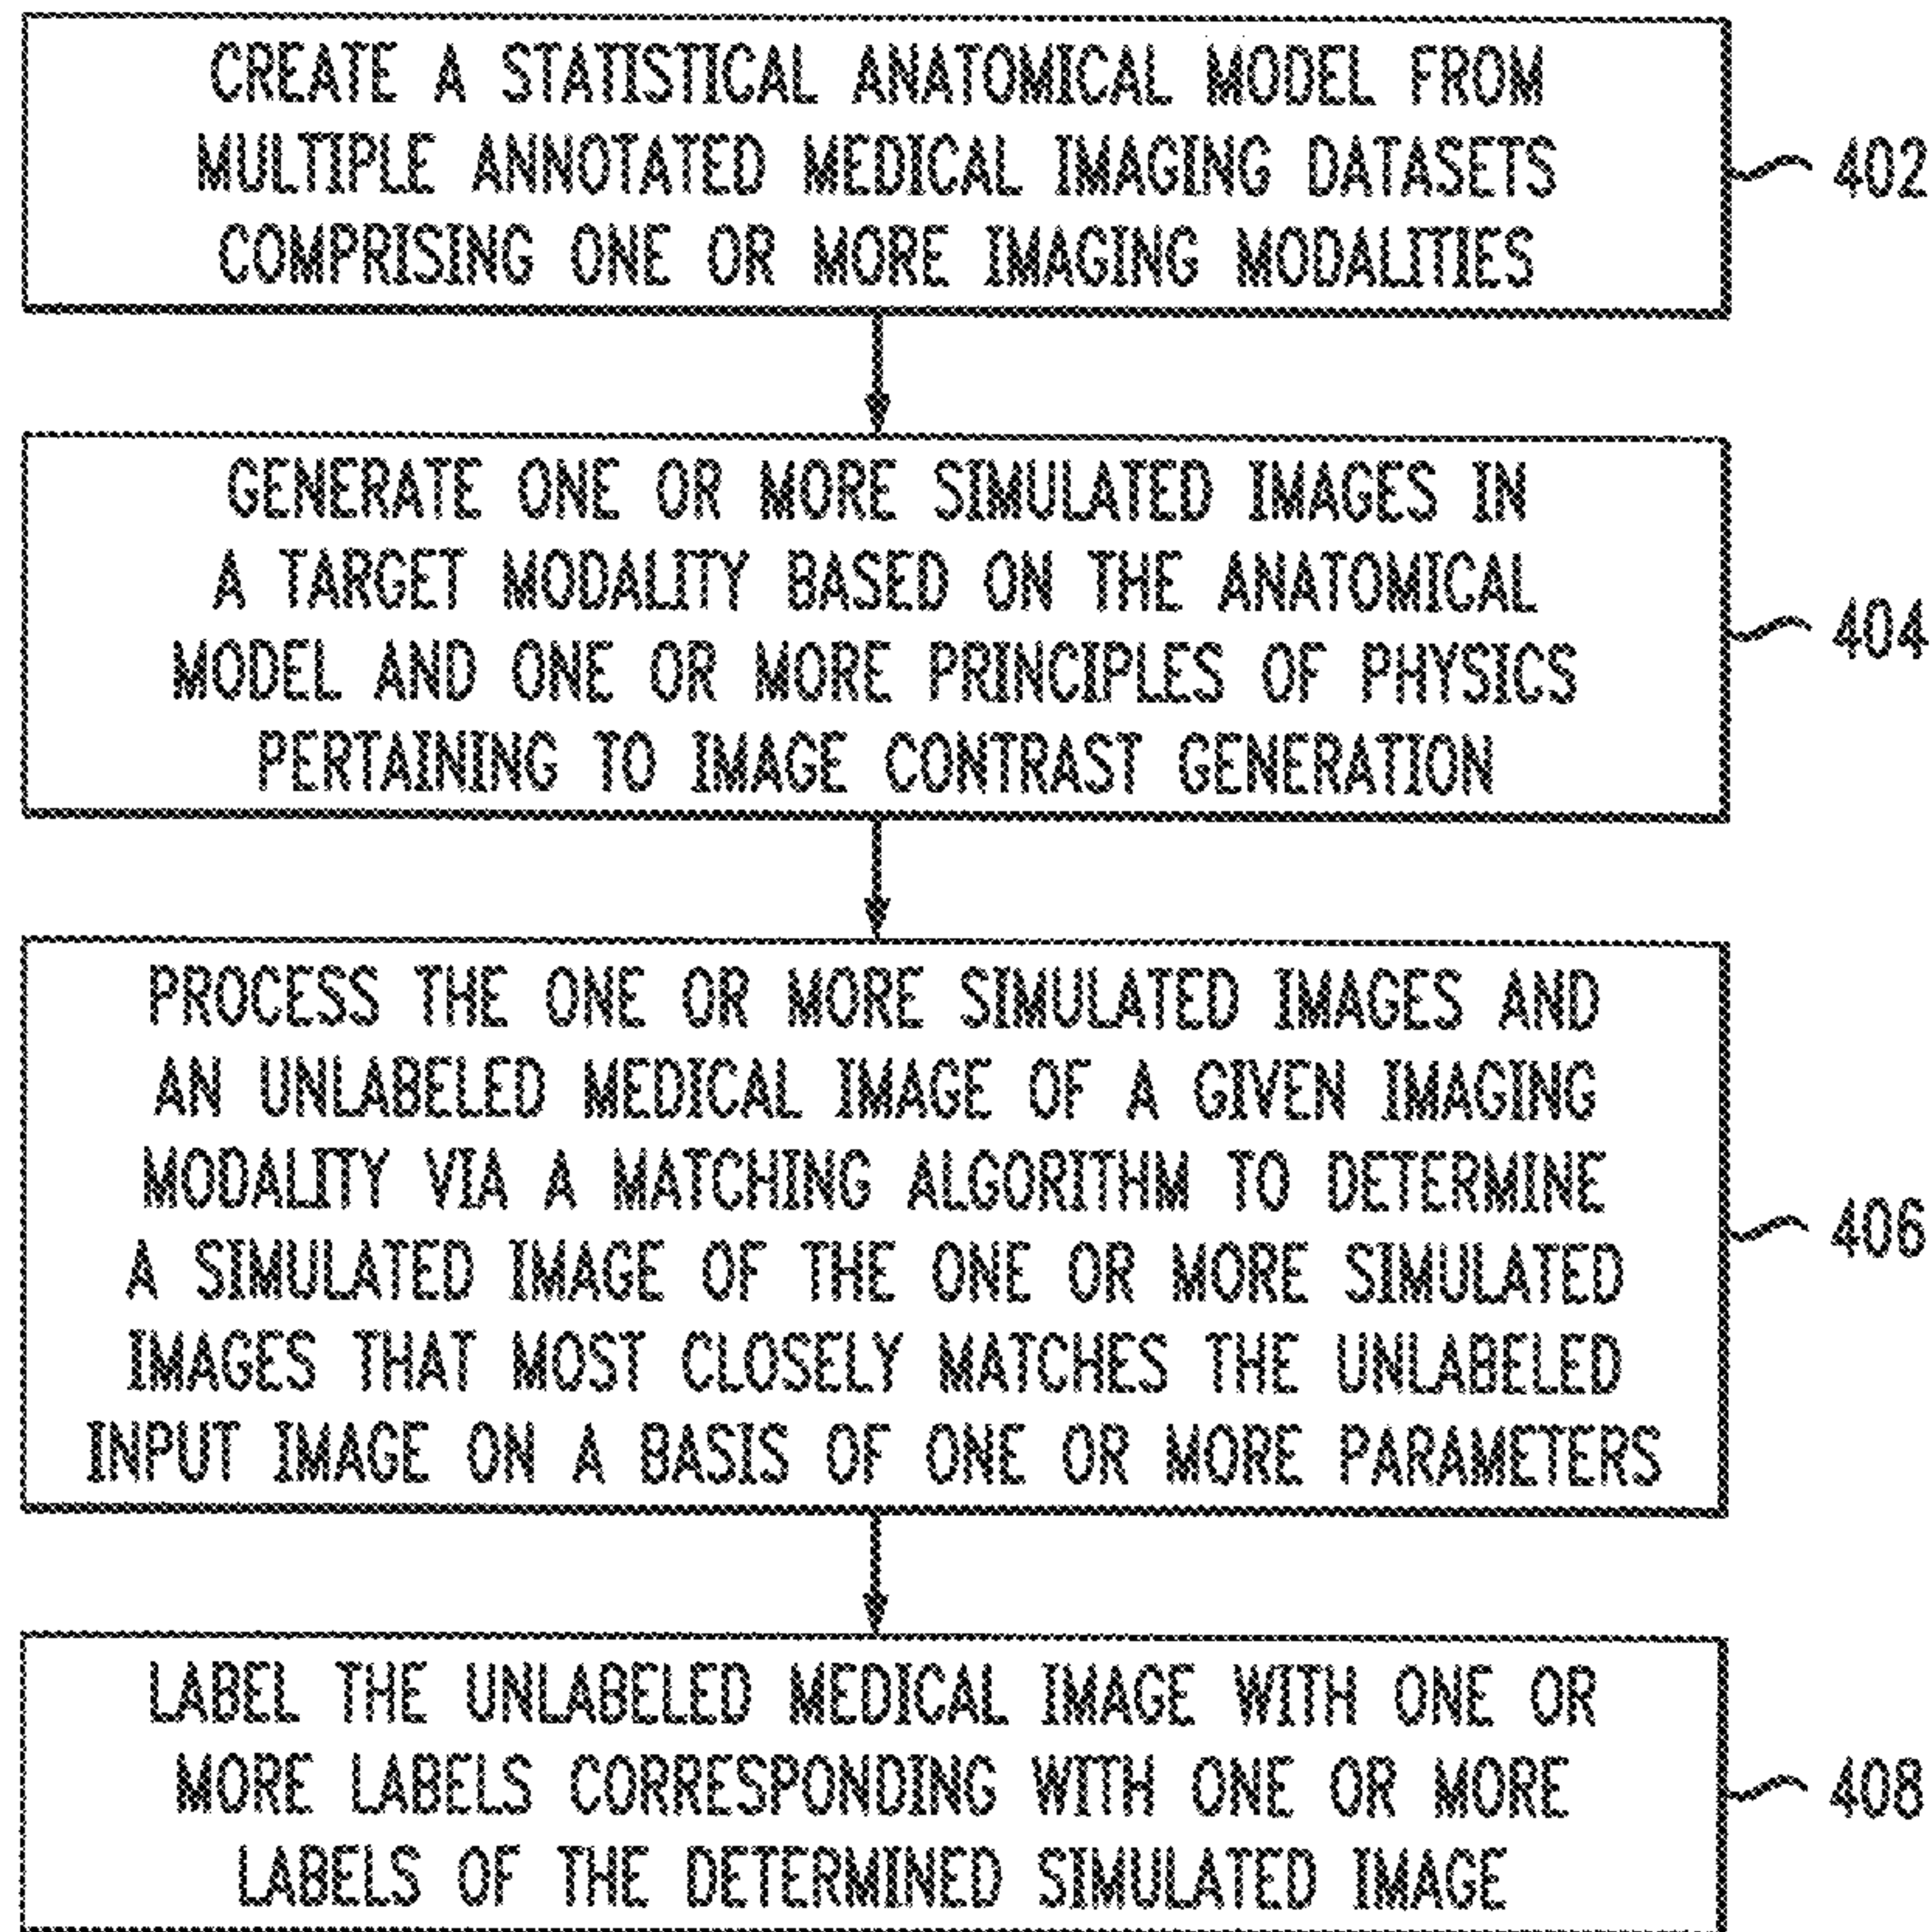 CREATE A STATISTICAL ANATOMICAL MODEL FROM
MULTIPLE ANNOTATED MEDICAL IMAGING DATASETS
COMPRISING ONE OR MORE IMAGING MODALITIES
402
GENERATE ONE OR MORE SIMULATED IMAGES IN
A TARGET MODALITY BASED ON THE ANATOMICAL
MODEL AND ONE OR MORE PRINCIPLES OF PHYSICS
PERTAINING TO IMAGE CONTRAST GENERATION
404
PROCESS THE ONE OR MORE SIMULATED IMAGES AND
AN UNLABELED MEDICAL IMAGE OF A GIVEN IMAGING
MODALITY VIA A MATCHING ALGORITHM TO DETERMINE
A SIMULATED IMAGE OF THE ONE OR MORE SIMULATED
IMAGES THAT MOST CLOSELY MATCHES THE UNLABELED
INPUT IMAGE ON A BASIS OF ONE OR MORE PARAMETERS
406
LABEL THE UNLABELED MEDICAL IMAGE WITH ONE OR
MORE LABELS CORRESPONDING WITH ONE OR MORE
LABELS OF THE DETERMINED SIMULATED IMAGE
408